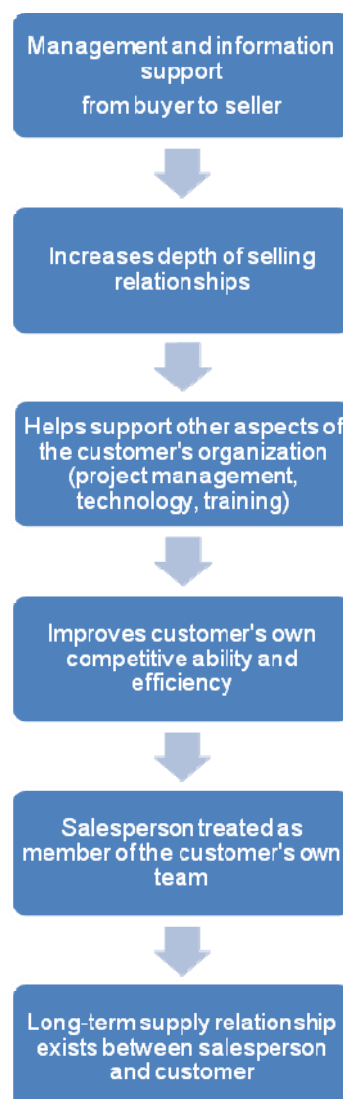 Management and information
support
from buyer to seller
Increases depth of selling
relationships
Helps support other aspects of
the customer's organization
(project management,
technology, training)
Improves customer's own
competitive ability and
efficiency
Salesperson treated as
member of the customer's own
team
Long-term supply relationship
exists between salesperson
and customer